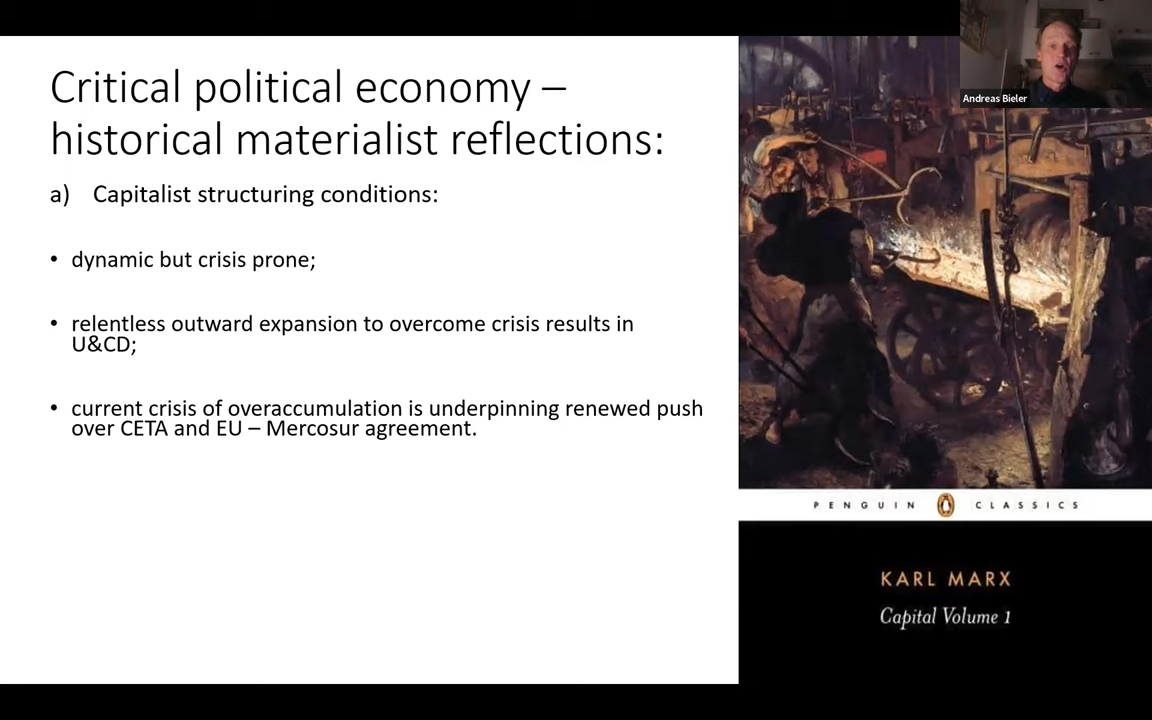 Critical political economy –
historical materialist reflections:
a) Capitalist structuring conditions:
• dynamic but crisis prone;
• relentless outward expansion to overcome crisis results in
U&CD;
• current crisis of overaccumulation is underpinning renewed push
over CETA and EU – Mercosur agreement.
Andreas Bieler
PENGUIN CLASSICS
KARL MARX
Capital Volume 1